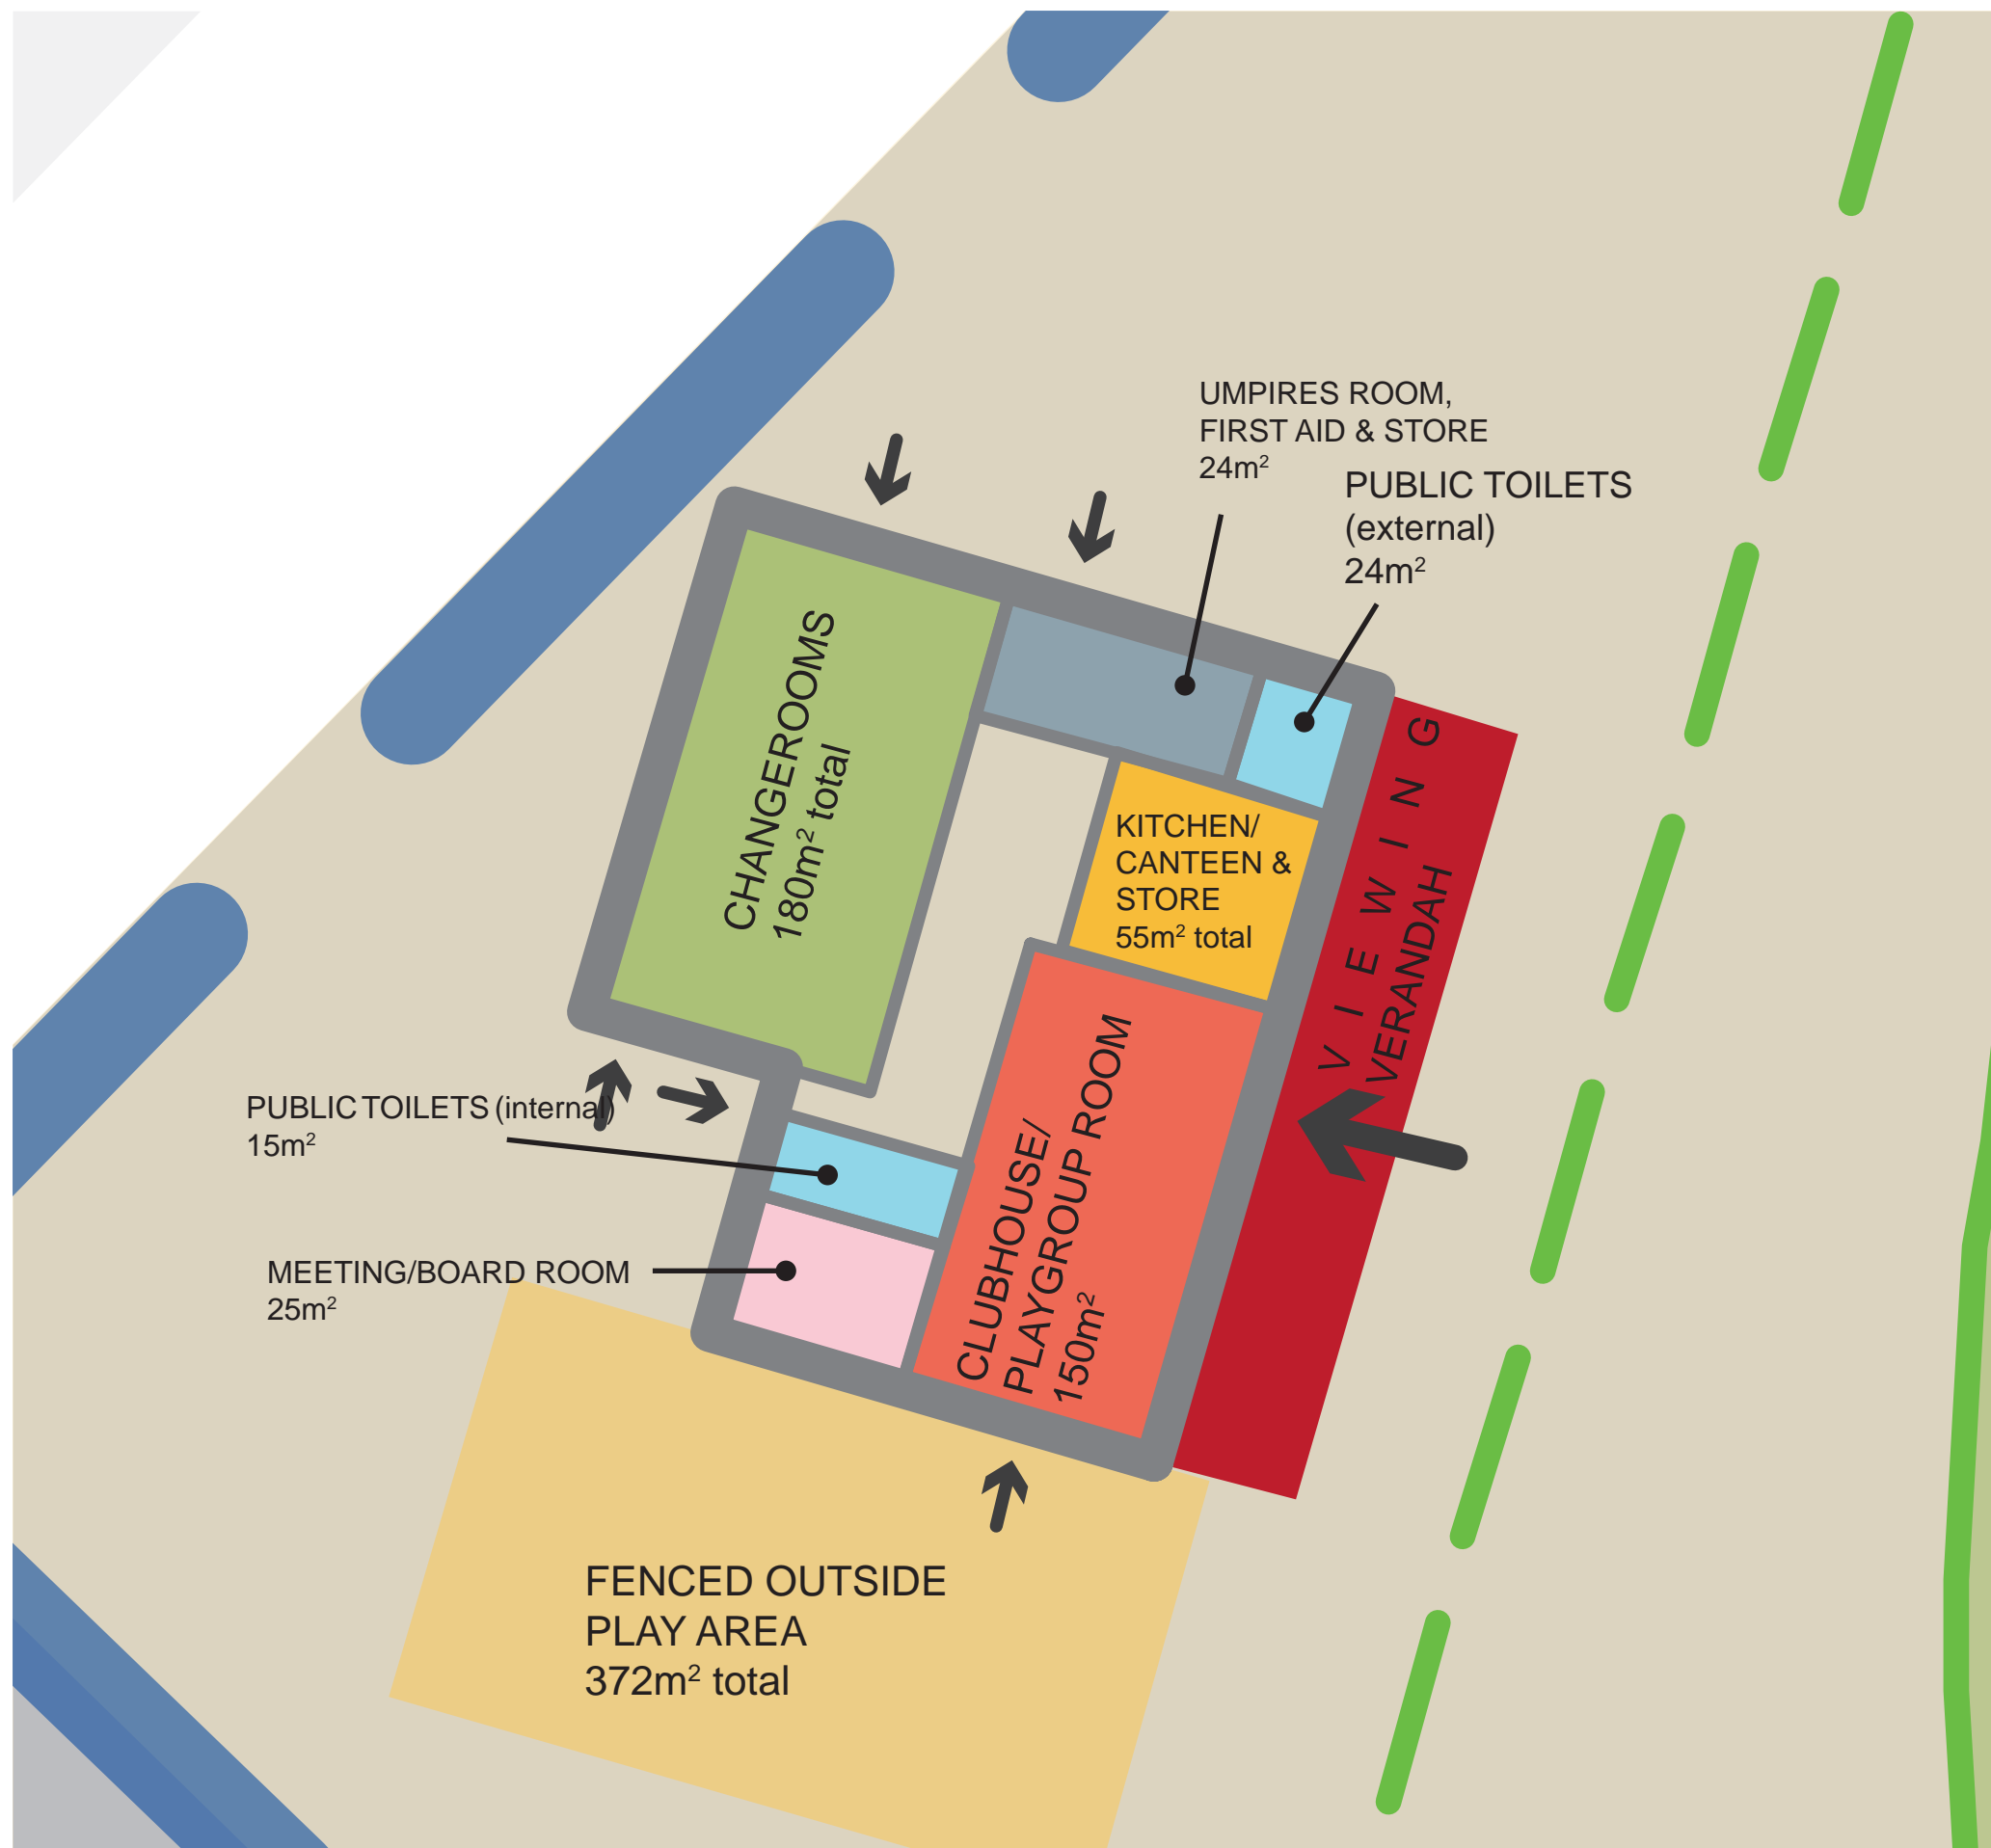 UMPIRES ROOM,
FIRST AID & STORE
24m²
PUBLIC TOILETS
(external)
24m²
CHANGEROOMS
180m² total
KITCHEN/
CANTEEN &
STORE
55m² total
VIEWING
VERANDAH
PUBLIC TOILETS (internal)
15m²
MEETING/BOARD ROOM
25m²
CLUBHOUSE/
PLAYGROUP ROOM
150m²
FENCED OUTSIDE
PLAY AREA
372m² total